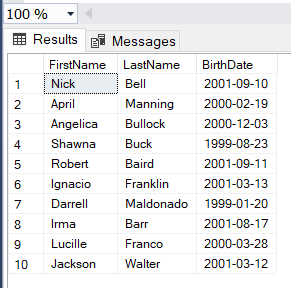 100 %
Results Messages
FirstName LastName BirthDate
1 Nick Bell 2001-09-10
2 April Manning 2000-02-19
3 Angelica Bullock 2000-12-03
4 Shawna Buck 1999-08-23
5 Robert Baird 2001-09-11
6 Ignacio Franklin 2001-03-13
7 Darrell Maldonado 1999-01-20
8 Irma Barr 2001-08-17
9 Lucille Franco 2000-03-28
10 Jackson Walter 2001-03-12